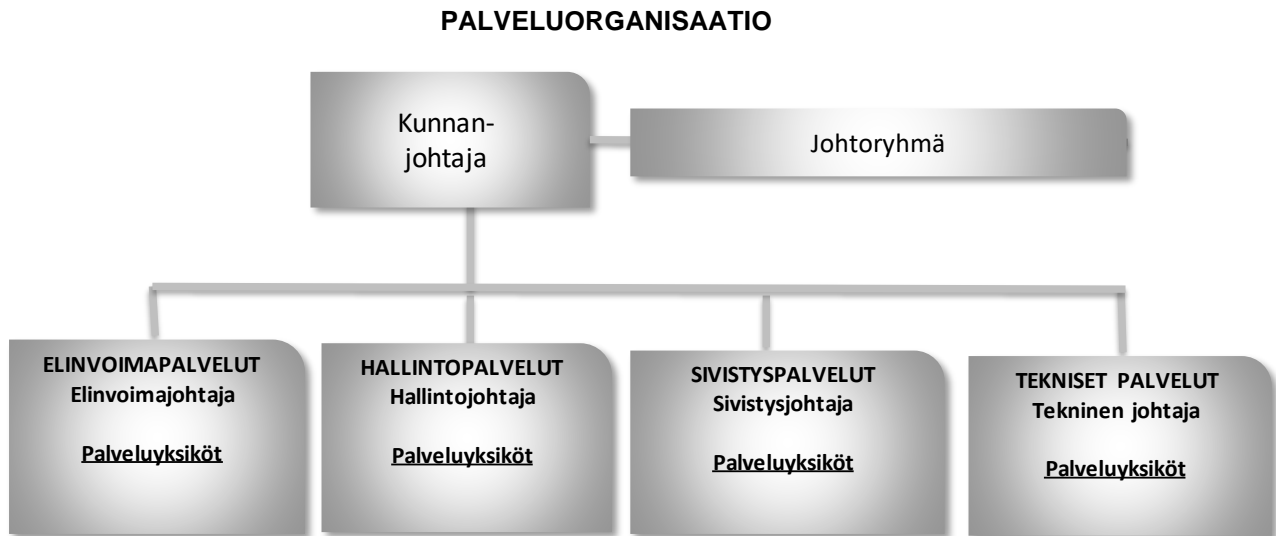 PALVELUORGANISAATIO
Kunnan-
johtaja
Johtoryhmä
ELINVOIMAPALVELUT
Elinvoimajohtaja
Palveluyksiköt
HALLINTOPALVELUT
Hallintojohtaja
Palveluyksiköt
SIVISTYSPALVELUT
Sivistysjohtaja
Palveluyksiköt
TEKNISET PALVELUT
Tekninen johtaja
Palveluyksiköt